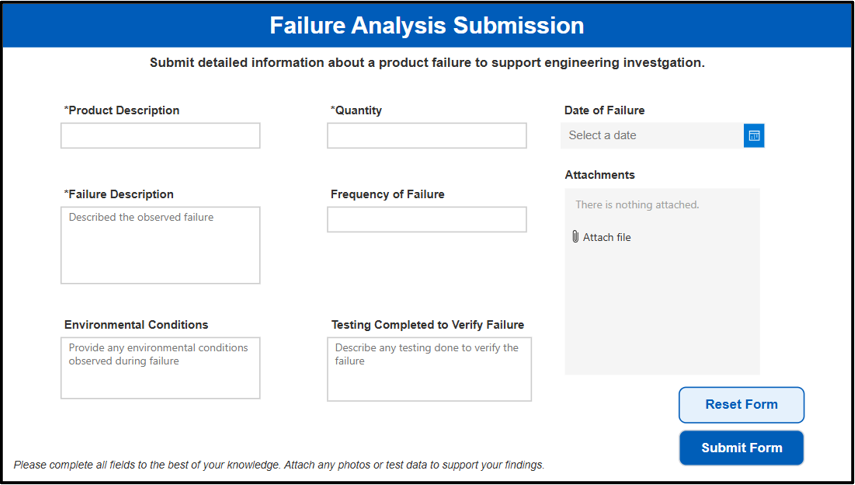 Failure Analysis Submission
Submit detailed information about a product failure to support engineering investgation.
*Product Description
*Quantity
Date of Failure
Select a date
*Failure Description
Described the observed failure
Frequency of Failure
Attachments
There is nothing attached.
Attach file
Environmental Conditions
Provide any environmental conditions
observed during failure
Testing Completed to Verify Failure
Describe any testing done to verify the
failure
Reset Form
Submit Form
Please complete all fields to the best of your knowledge. Attach any photos or test data to support your findings.